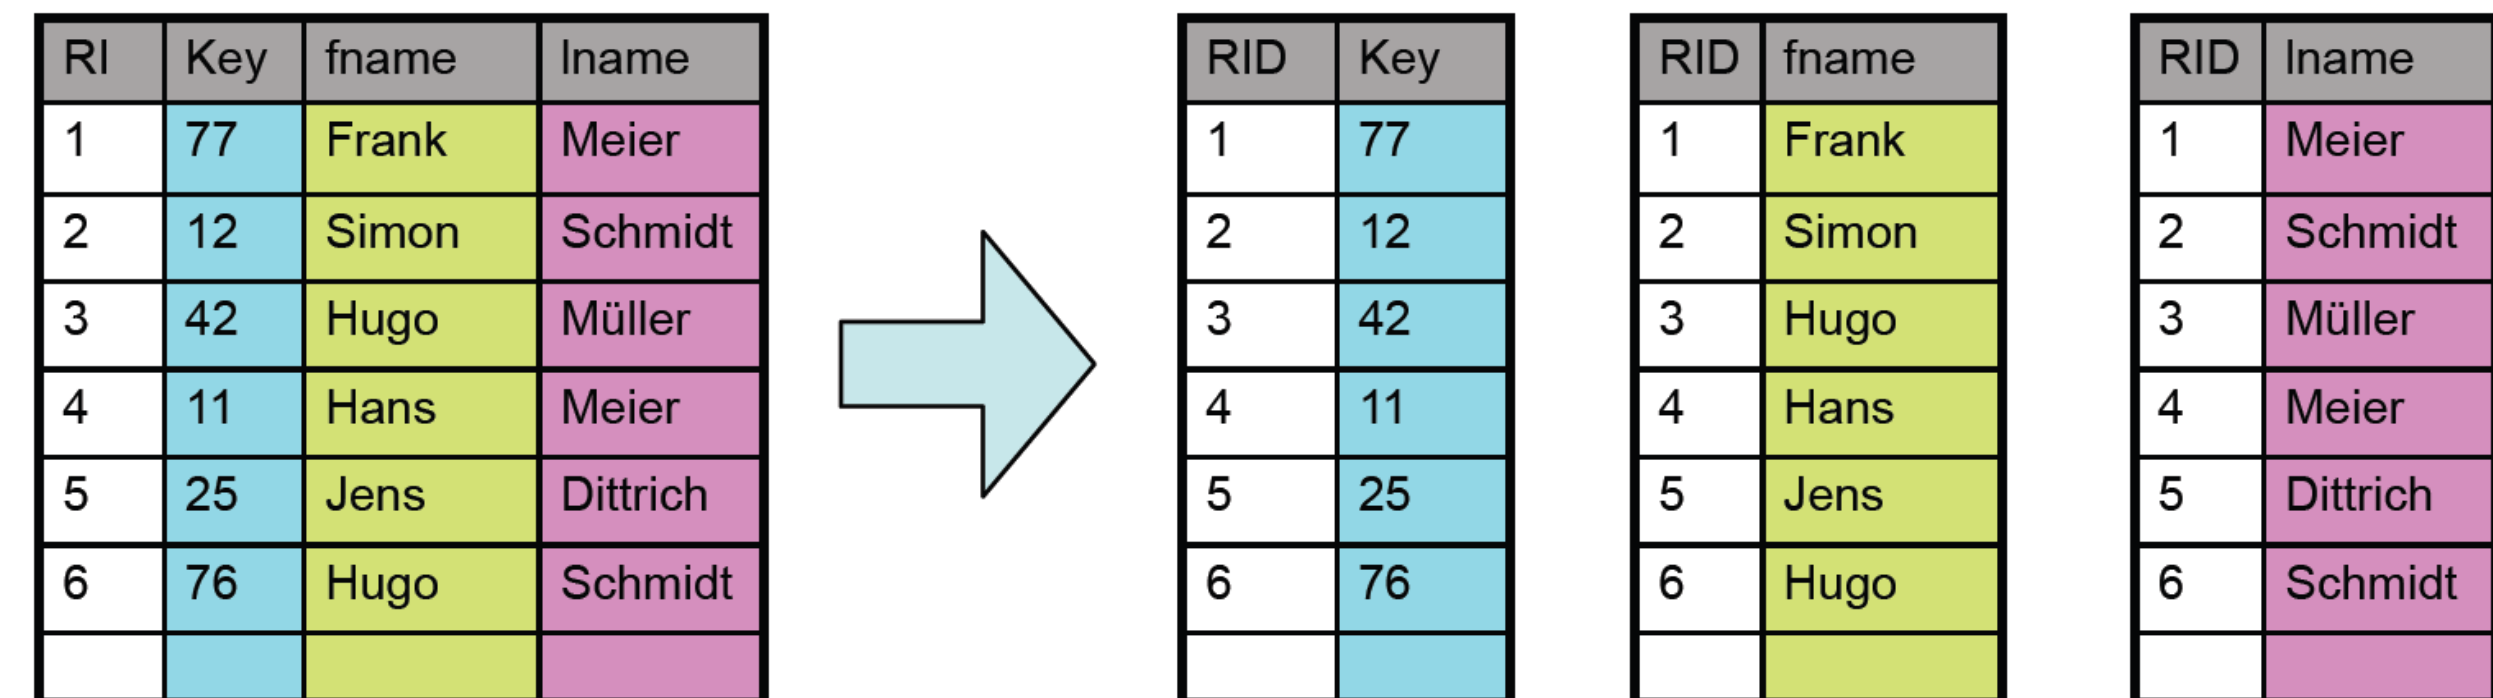 RI Key fname lname RID Key RID fname RID lname
1 77 Frank Meier 1 77 1 Frank 1 Meier
2 12 Simon Schmidt 2 12 2 Simon 2 Schmidt
3 42 Hugo Müller 3 42 3 Hugo 3 Müller
4 11 Hans Meier 4 11 4 Hans 4 Meier
5 25 Jens Dittrich 5 25 5 Jens 5 Dittrich
6 76 Hugo Schmidt 6 76 6 Hugo 6 Schmidt